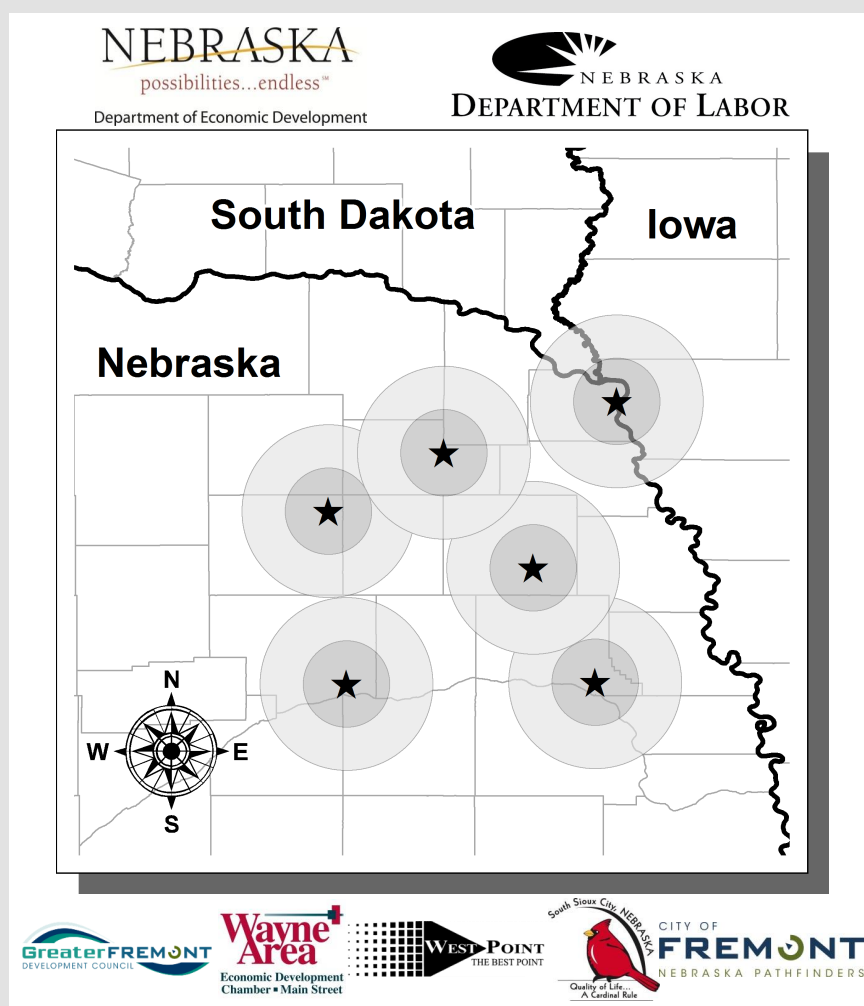 NEBRASKA
possibilities...endless™
Department of Economic Development
NEBRASKA
DEPARTMENT OF LABOR
South Dakota
Iowa
Nebraska
N
W
E
S
GreaterFREMONT
DEVELOPMENT COUNCIL
Wayne
Area
Economic Development
Chamber ▪ Main Street
WEST POINT
THE BEST POINT
South Sioux City, NEBRASKA
Quality of Life...
A Cardinal Rule
CITY OF
FREMONT
NEBRASKA PATHFINDERS